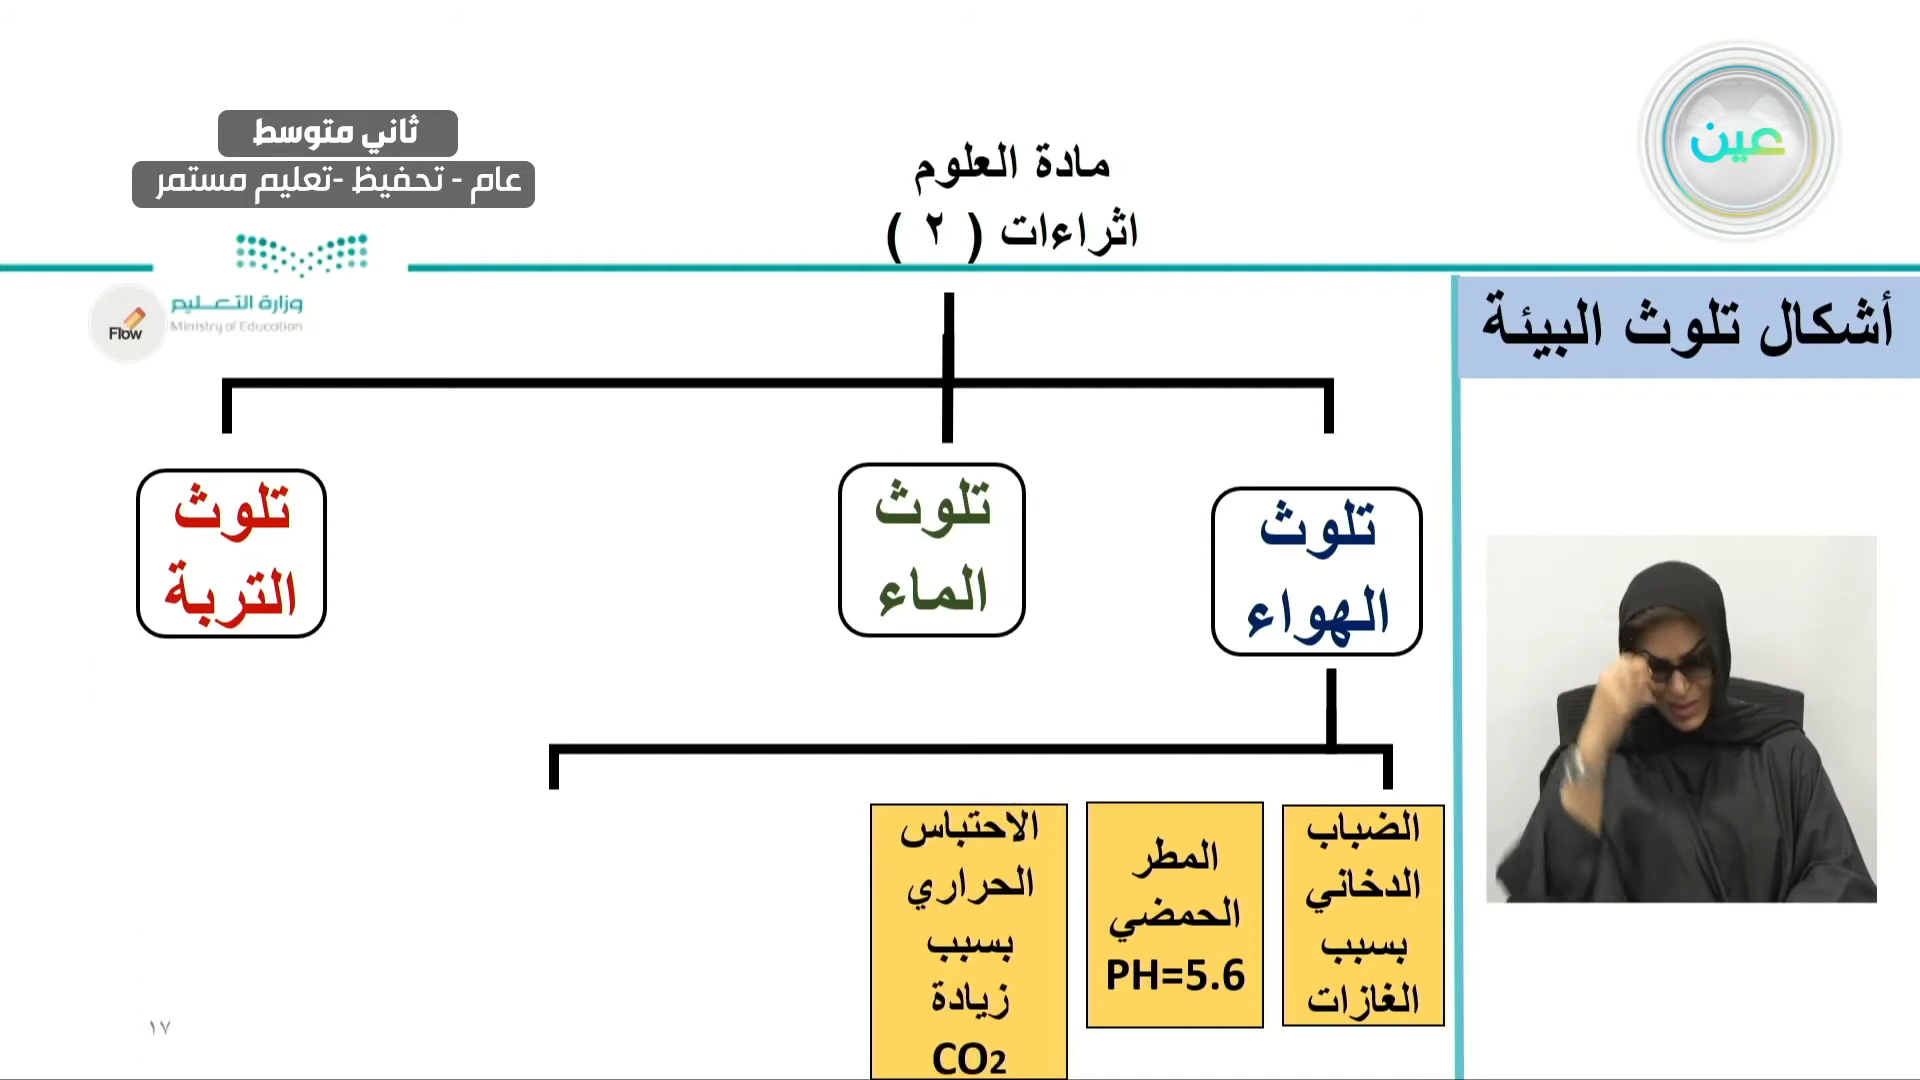 عين
ثاني متوسط
عام - تحفيظ -تعليم مستمر
مادة العلوم
اثراءات ( ٢ )
وزارة التعليم
Ministry of Education
Flow
أشكال تلوث البيئة
تلوث
الهواء
تلوث
الماء
تلوث
التربة
الضباب
الدخاني
بسبب
الغازات
المطر
الحمضي
PH=5.6
الاحتباس
الحراري
بسبب
زيادة
CO2
١٧